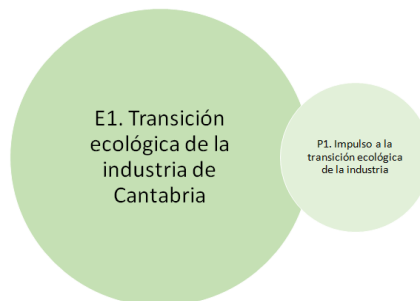 E1. Transición
ecológica de la
industria de
Cantabria
P1. Impulso a la
transición ecológica
de la industria